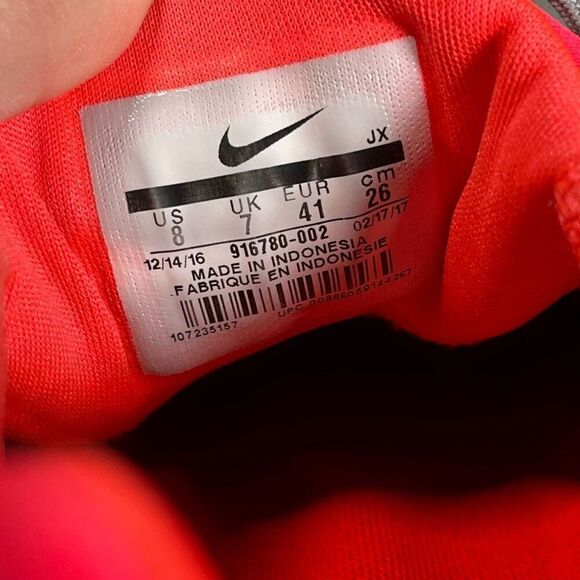 JX
US UK EUR cm
8 7 41 26
12/14/16 916780-002 02/17/17
MADE IN INDONESIA
FABRIQUE EN INDONESIE
107235157 UPC: